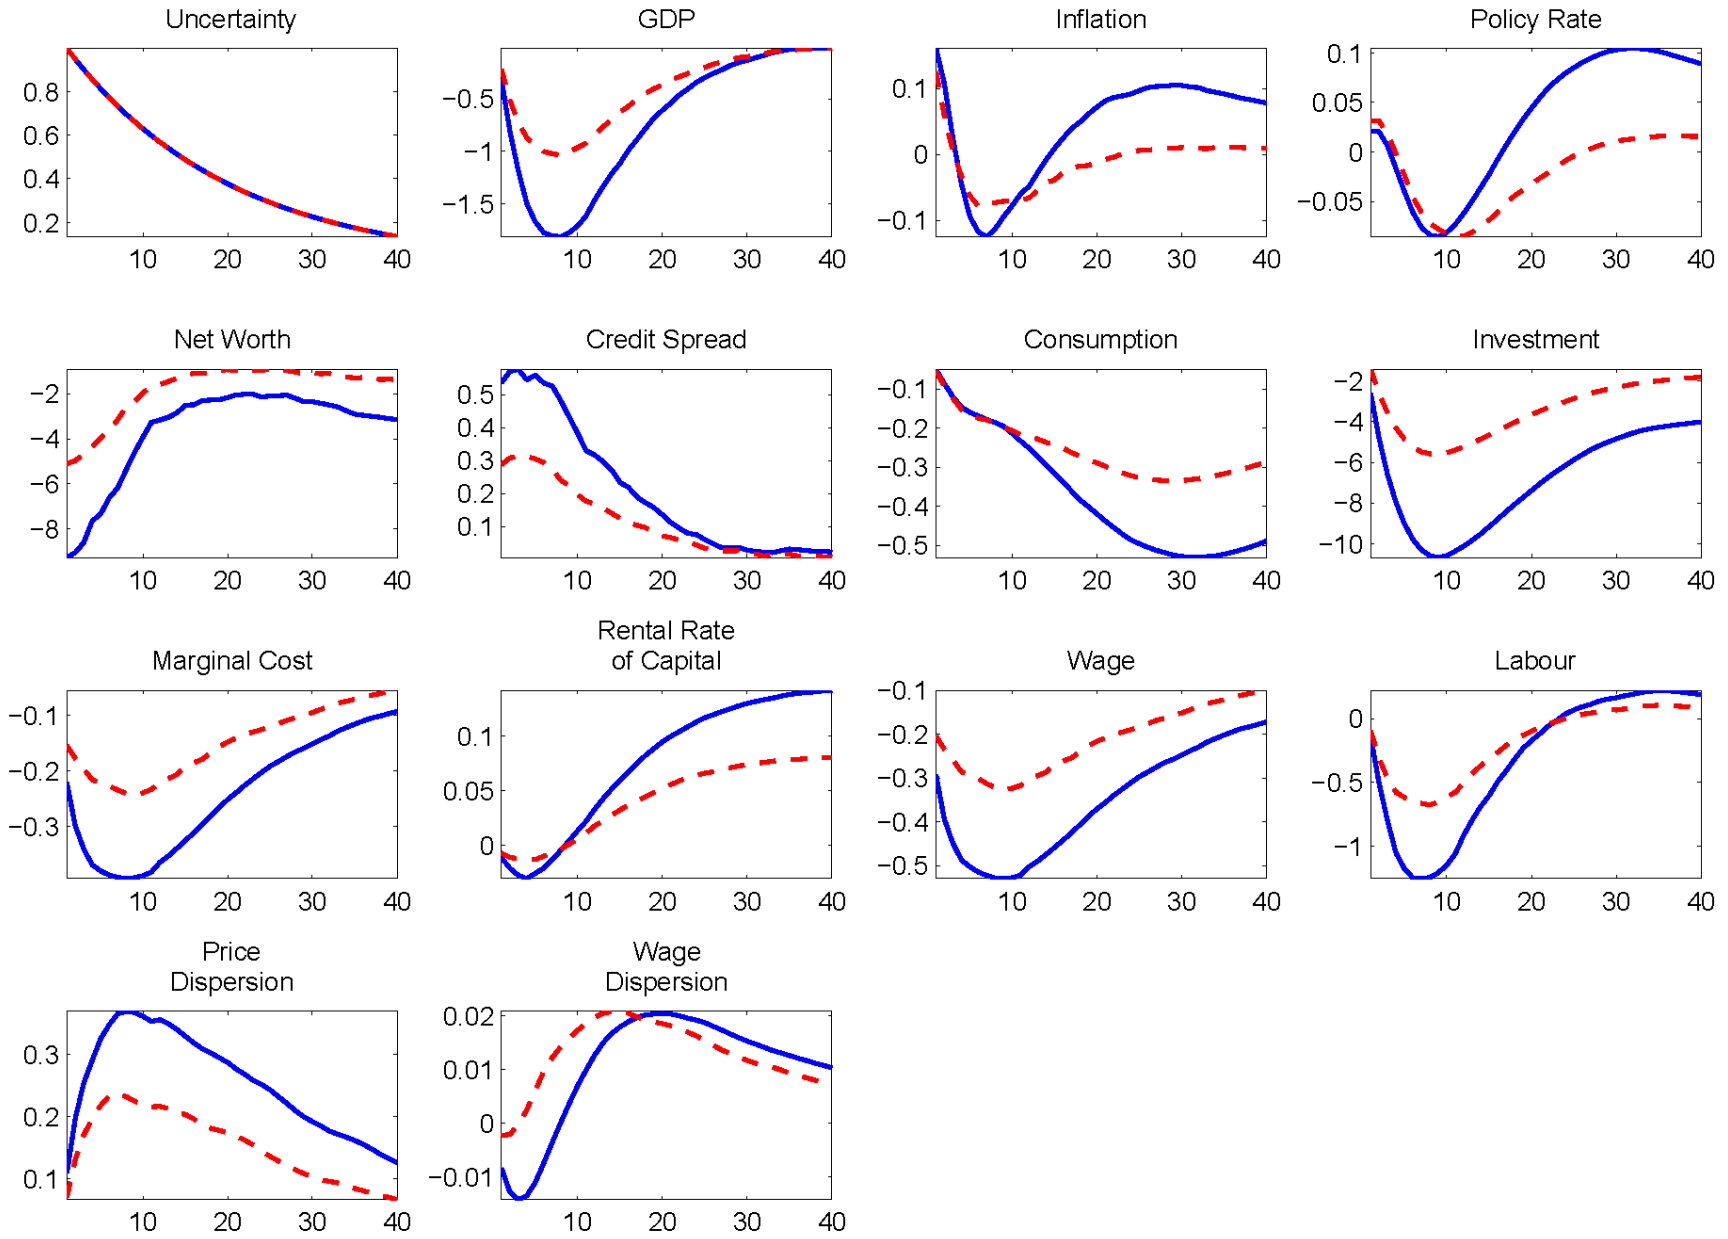 Uncertainty
0.8
0.6
0.4
0.2
10 20 30 40
GDP
−0.5
−1
−1.5
10 20 30 40
Inflation
0.1
0
−0.1
10 20 30 40
Policy Rate
0.1
0.05
0
−0.05
10 20 30 40
Net Worth
−2
−4
−6
−8
10 20 30 40
Credit Spread
0.5
0.4
0.3
0.2
0.1
10 20 30 40
Consumption
−0.1
−0.2
−0.3
−0.4
−0.5
10 20 30 40
Investment
−2
−4
−6
−8
−10
10 20 30 40
Marginal Cost
−0.1
−0.2
−0.3
10 20 30 40
Rental Rate
of Capital
0.1
0.05
0
10 20 30 40
Wage
−0.1
−0.2
−0.3
−0.4
−0.5
10 20 30 40
Labour
0
−0.5
−1
10 20 30 40
Price
Dispersion
0.3
0.2
0.1
10 20 30 40
Wage
Dispersion
0.02
0.01
0
−0.01
10 20 30 40